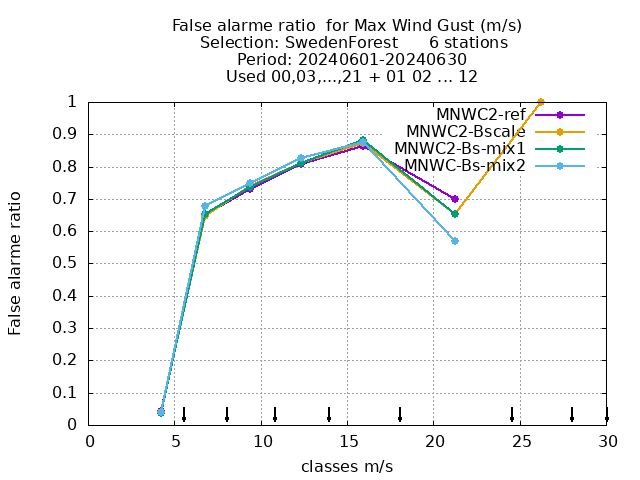 False alarme ratio  for Max Wind Gust (m/s)
Selection: SwedenForest      6 stations
Period: 20240601-20240630
Used 00,03,...,21 + 01 02 ... 12
MNWC2-ref
MNWC2-Bscale
MNWC2-Bs-mix1
MNWC-Bs-mix2
False alarme ratio
1
0.9
0.8
0.7
0.6
0.5
0.4
0.3
0.2
0.1
0
0 5 10 15 20 25 30
classes m/s